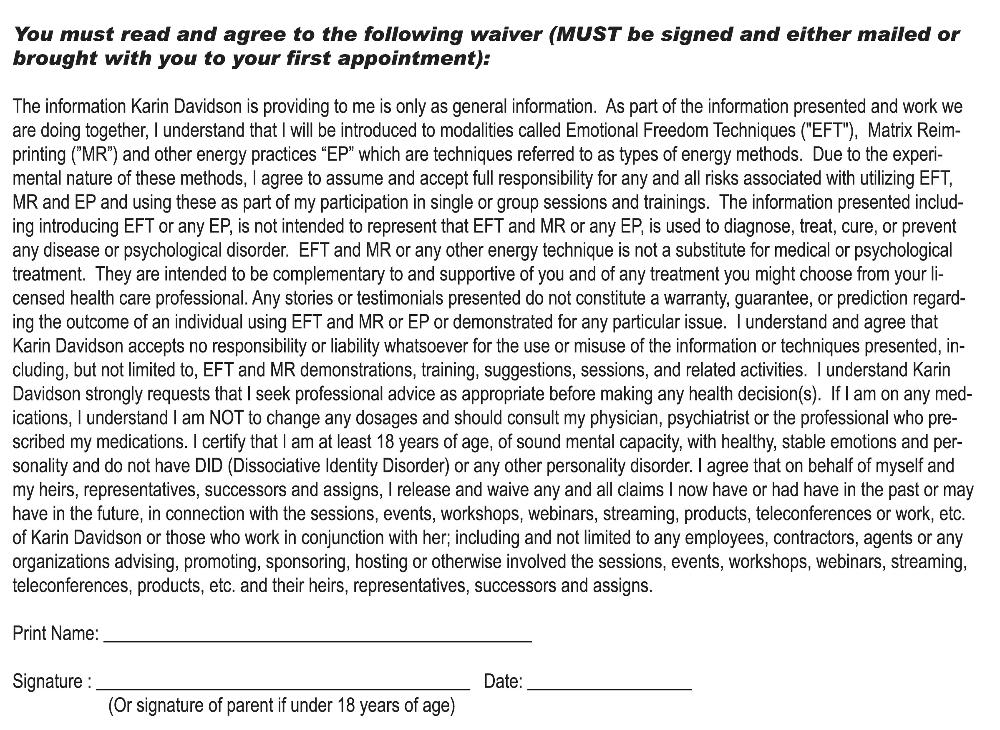 You must read and agree to the following waiver (MUST be signed and either mailed or
brought with you to your first appointment):
The information Karin Davidson is providing to me is only as general information.  As part of the information presented and work we
are doing together, I understand that I will be introduced to modalities called Emotional Freedom Techniques ("EFT"),  Matrix Reim-
printing (”MR”) and other energy practices “EP” which are techniques referred to as types of energy methods.  Due to the experi-
mental nature of these methods, I agree to assume and accept full responsibility for any and all risks associated with utilizing EFT,
MR and EP and using these as part of my participation in single or group sessions and trainings.  The information presented includ-
ing introducing EFT or any EP, is not intended to represent that EFT and MR or any EP, is used to diagnose, treat, cure, or prevent
any disease or psychological disorder.  EFT and MR or any other energy technique is not a substitute for medical or psychological
treatment.  They are intended to be complementary to and supportive of you and of any treatment you might choose from your li-
censed health care professional. Any stories or testimonials presented do not constitute a warranty, guarantee, or prediction regard-
ing the outcome of an individual using EFT and MR or EP or demonstrated for any particular issue.  I understand and agree that
Karin Davidson accepts no responsibility or liability whatsoever for the use or misuse of the information or techniques presented, in-
cluding, but not limited to, EFT and MR demonstrations, training, suggestions, sessions, and related activities.  I understand Karin
Davidson strongly requests that I seek professional advice as appropriate before making any health decision(s).  If I am on any med-
ications, I understand I am NOT to change any dosages and should consult my physician, psychiatrist or the professional who pre-
scribed my medications. I certify that I am at least 18 years of age, of sound mental capacity, with healthy, stable emotions and per-
sonality and do not have DID (Dissociative Identity Disorder) or any other personality disorder. I agree that on behalf of myself and
my heirs, representatives, successors and assigns, I release and waive any and all claims I now have or had have in the past or may
have in the future, in connection with the sessions, events, workshops, webinars, streaming, products, teleconferences or work, etc.
of Karin Davidson or those who work in conjunction with her; including and not limited to any employees, contractors, agents or any
organizations advising, promoting, sponsoring, hosting or otherwise involved the sessions, events, workshops, webinars, streaming,
teleconferences, products, etc. and their heirs, representatives, successors and assigns.
Print Name: ____________________
Signature : ____________________ Date: __________
(Or signature of parent if under 18 years of age)